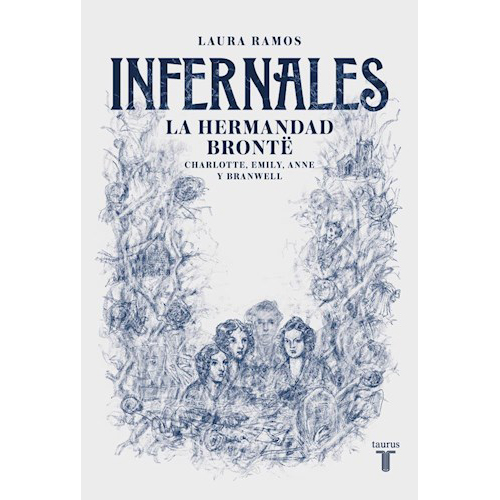 LAURA RAMOS
INFERNALES
LA HERMANDAD
BRONTË
CHARLOTTE, EMILY, ANNE
Y BRANWELL
taurus
T